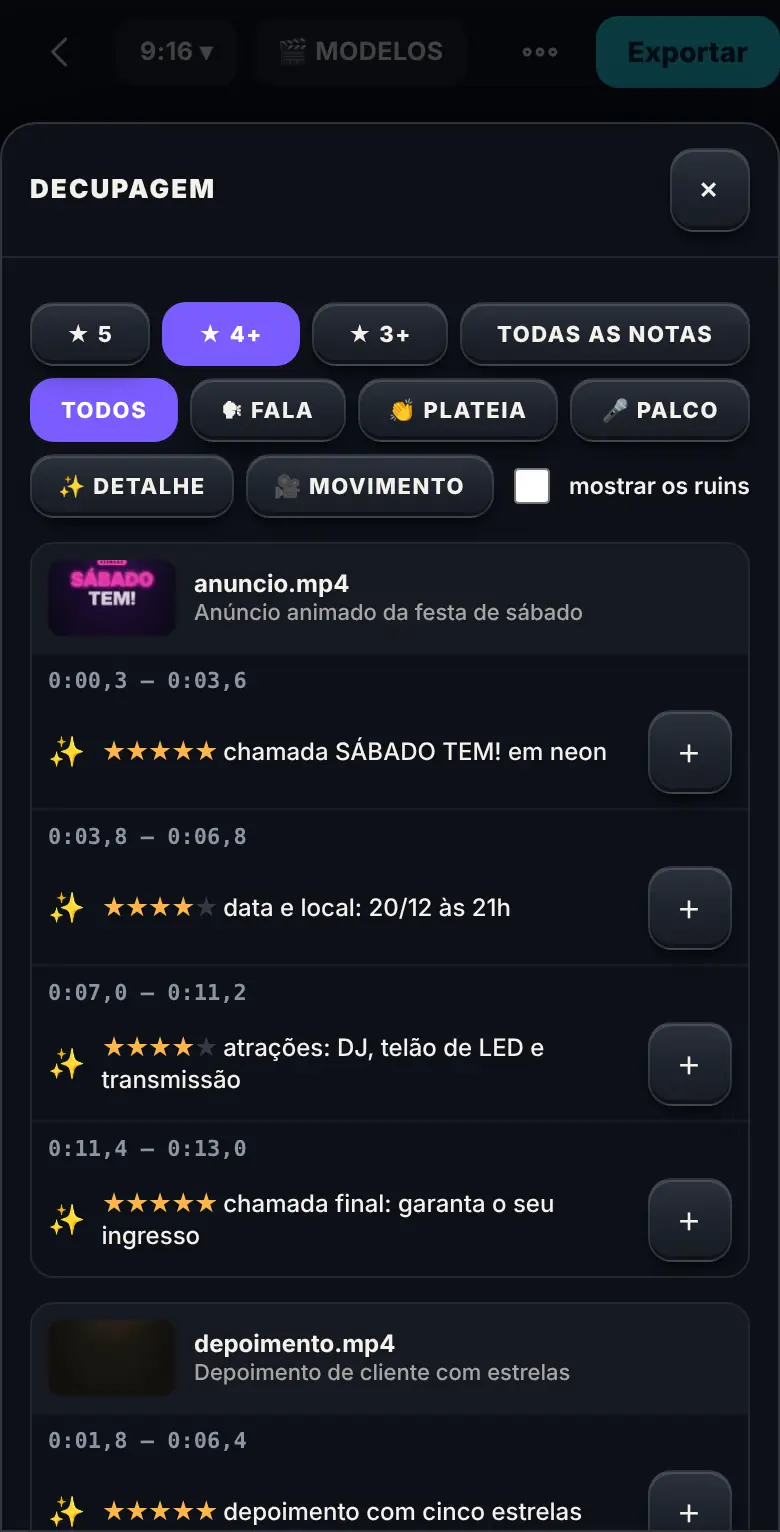 9:16 ▾ 🎬 MODELOS ••• Exportar
DECUPAGEM ×
★ 5 ★ 4+ ★ 3+ TODAS AS NOTAS
TODOS 🗣 FALA 👏 PLATEIA 🎤 PALCO
✨ DETALHE 🎥 MOVIMENTO mostrar os ruins
SÁBADO
TEM!
anuncio.mp4
Anúncio animado da festa de sábado
0:00,3 – 0:03,6
✨ ★★★★★ chamada SÁBADO TEM! em neon +
0:03,8 – 0:06,8
✨ ★★★★★ data e local: 20/12 às 21h +
0:07,0 – 0:11,2
✨ ★★★★★ atrações: DJ, telão de LED e
transmissão +
0:11,4 – 0:13,0
✨ ★★★★★ chamada final: garanta o seu
ingresso +
depoimento.mp4
Depoimento de cliente com estrelas
0:01,8 – 0:06,4
✨ ★★★★★ depoimento com cinco estrelas +